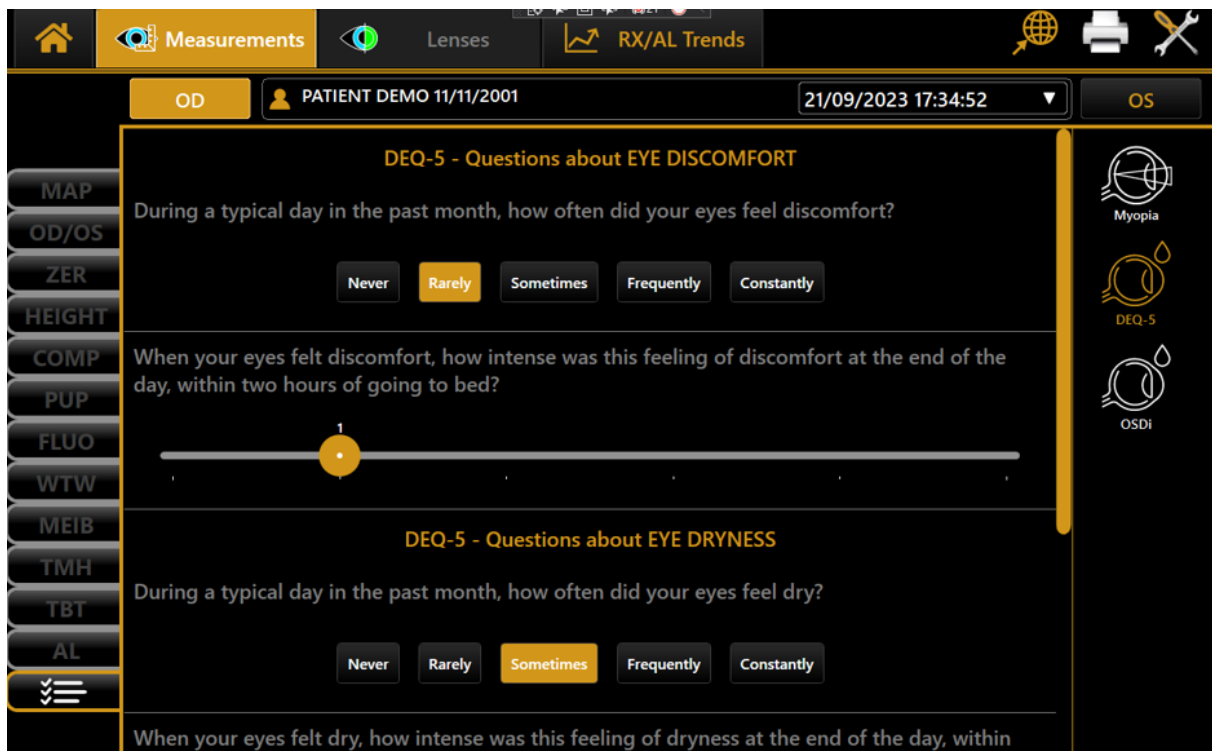 Measurements
Lenses
RX/AL Trends
OD
PATIENT DEMO 11/11/2001
21/09/2023 17:34:52
OS
MAP
OD/OS
ZER
HEIGHT
COMP
PUP
FLUO
WTW
MEIB
TMH
TBT
AL
DEQ-5 - Questions about EYE DISCOMFORT
During a typical day in the past month, how often did your eyes feel discomfort?
Never Rarely Sometimes Frequently Constantly
When your eyes felt discomfort, how intense was this feeling of discomfort at the end of the
day, within two hours of going to bed?
1
DEQ-5 - Questions about EYE DRYNESS
During a typical day in the past month, how often did your eyes feel dry?
Never Rarely Sometimes Frequently Constantly
When your eyes felt dry, how intense was this feeling of dryness at the end of the day, within
Myopia
DEQ-5
OSDi